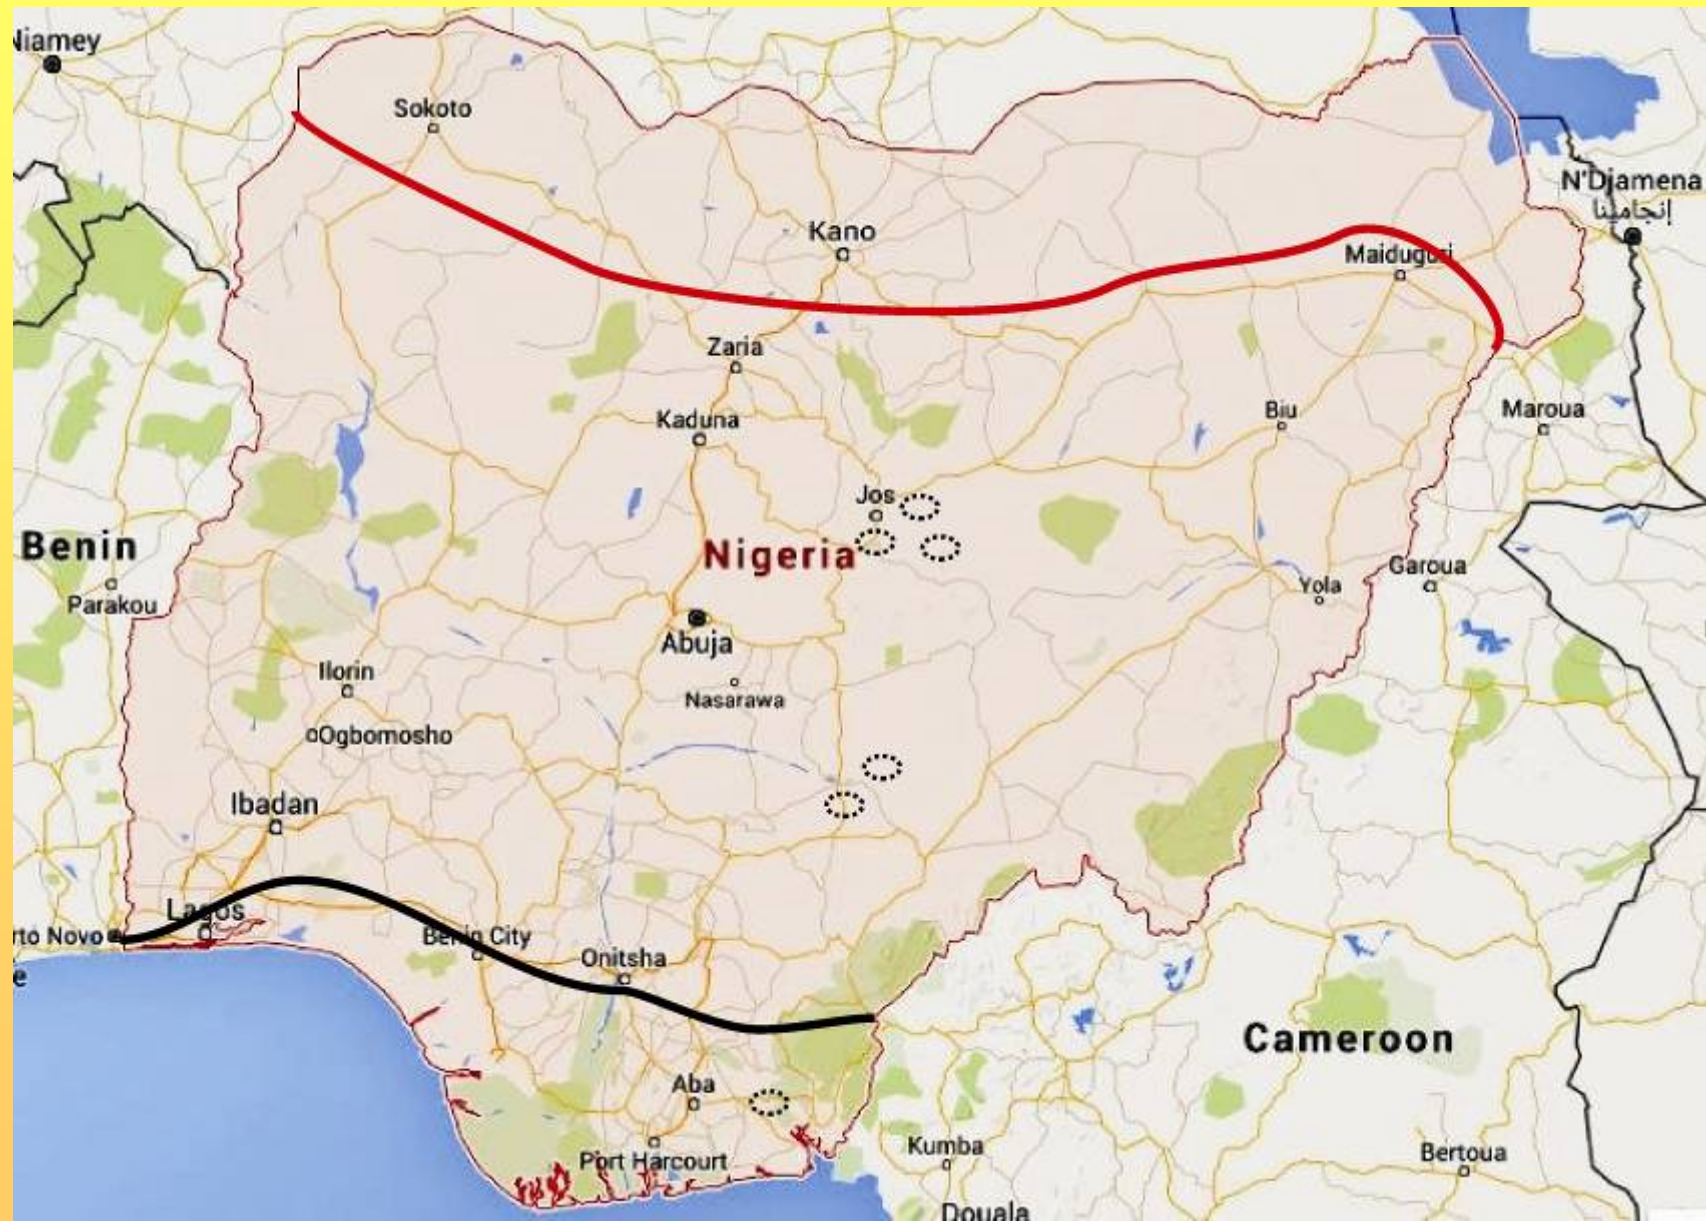 Niamey
Sokoto
N'Djamena
إنجامينا
Kano
Maiduguri
Zaria
Biu
Maroua
Kaduna
Jos
Benin
Nigeria
Garoua
Yola
Parakou
Abuja
Ilorin
Nasarawa
Ogbomosho
Ibadan
Lagos
rto Novo
Benin City
Onitsha
e
Cameroon
Aba
Kumba
Port Harcourt
Bertoua
Douala